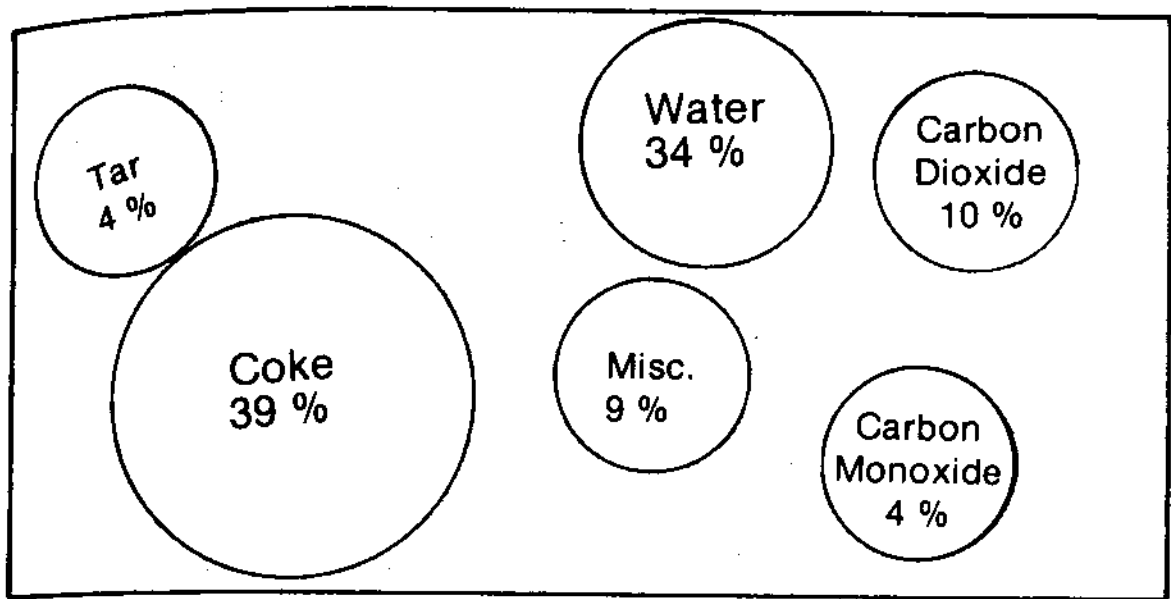 Tar
4 %
Coke
39 %
Water
34 %
Misc.
9 %
Carbon
Dioxide
10 %
Carbon
Monoxide
4 %